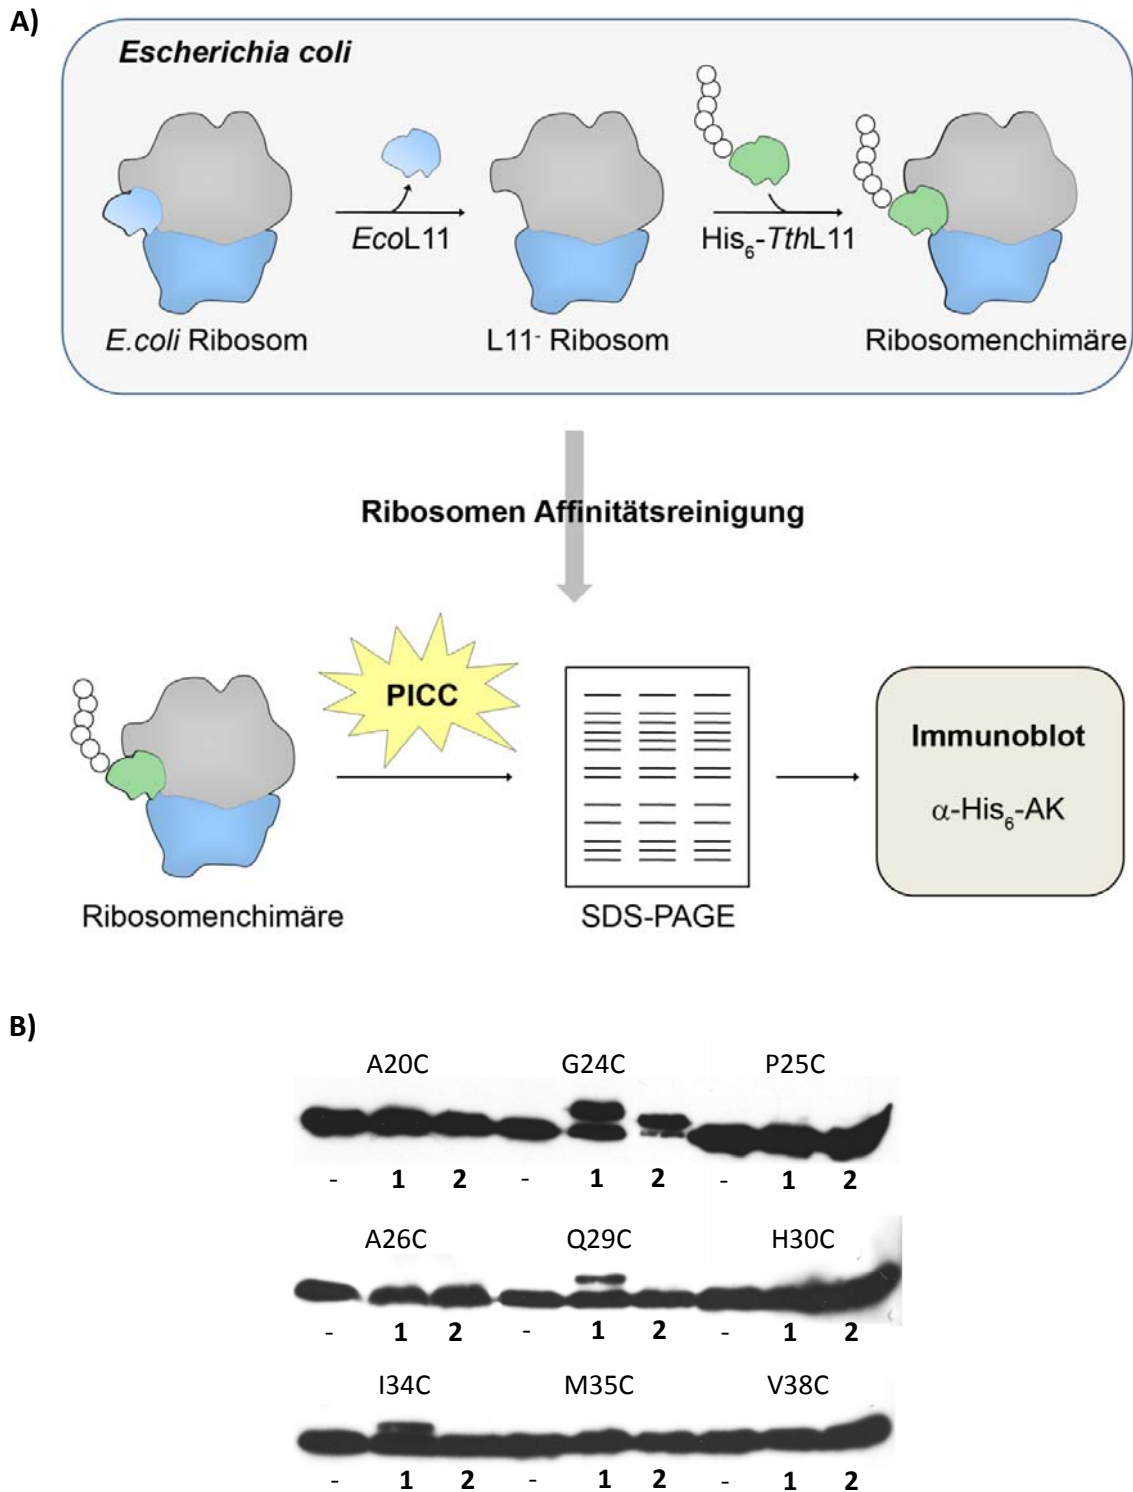 A)
Escherichia coli
EcoL11
His6-TthL11
E.coli Ribosom
L11- Ribosom
Ribosomenchimäre
Ribosomen Affinitätsreinigung
PICC
Immunoblot
α-His6-AK
Ribosomenchimäre
SDS-PAGE
B)
A20C G24C P25C
- 1 2 - 1 2 - 1 2
A26C Q29C H30C
- 1 2 - 1 2 - 1 2
I34C M35C V38C
- 1 2 - 1 2 - 1 2